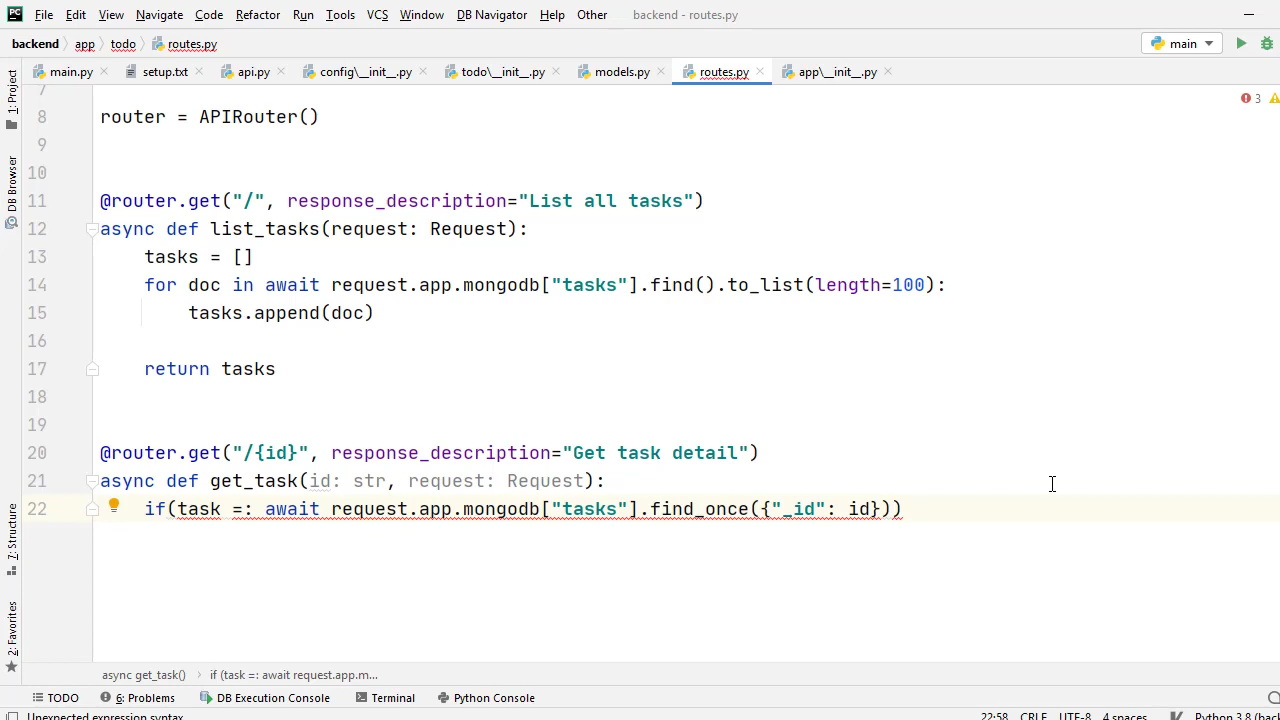 PC File Edit View Navigate Code Refactor Run Tools VCS Window DB Navigator Help Other backend - routes.py
backend app todo routes.py main
main.py setup.txt api.py config\__init__.py todo\__init__.py models.py routes.py app\__init__.py
1: Project
DB Browser
7: Structure
2: Favorites
3
7
8 router = APIRouter()
9
10
11 @router.get("/", response_description="List all tasks")
12 async def list_tasks(request: Request):
13 tasks = []
14 for doc in await request.app.mongodb["tasks"].find().to_list(length=100):
15 tasks.append(doc)
16
17 return tasks
18
19
20 @router.get("/{id}", response_description="Get task detail")
21 async def get_task(id: str, request: Request):
22 if(task =: await request.app.mongodb["tasks"].find_once({"_id": id}))
async get_task() if (task =: await request.app.m...
TODO 6: Problems DB Execution Console Terminal Python Console
Unexpected expression syntax 22:58 CRLF UTF-8 4 spaces Python 3.8 (bac